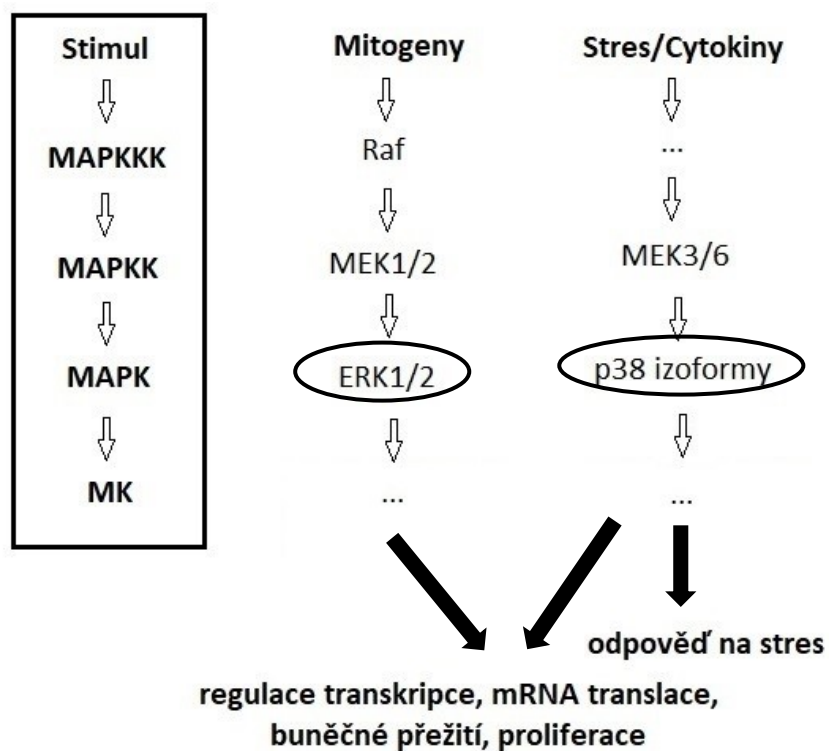 Stimul
MAPKKK
MAPKK
MAPK
MK
Mitogeny
Raf
MEK1/2
ERK1/2
...
Stres/Cytokiny
...
MEK3/6
p38 izoformy
...
odpověď na stres
regulace transkripce, mRNA translace,
buněčné přežití, proliferace